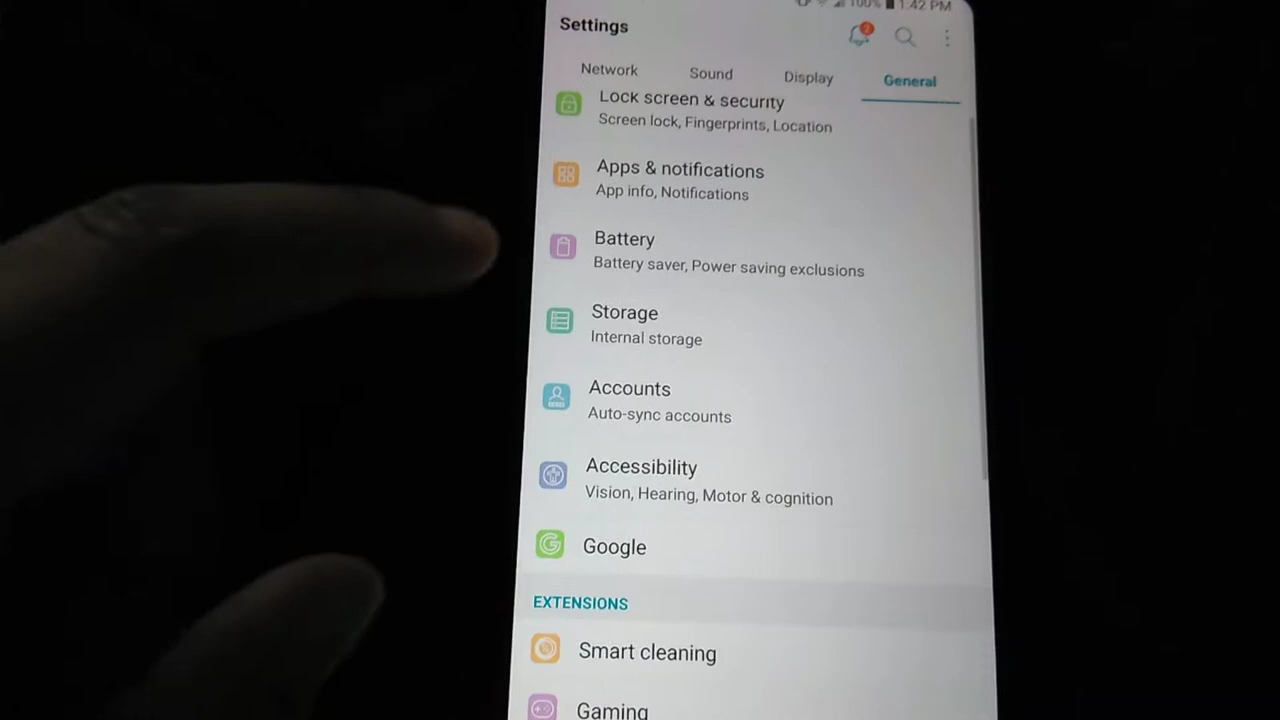 100% 1:42 PM
Settings
2
Network Sound Display General
Lock screen & security
Screen lock, Fingerprints, Location
Apps & notifications
App info, Notifications
Battery
Battery saver, Power saving exclusions
Storage
Internal storage
Accounts
Auto-sync accounts
Accessibility
Vision, Hearing, Motor & cognition
Google
EXTENSIONS
Smart cleaning
Gaming